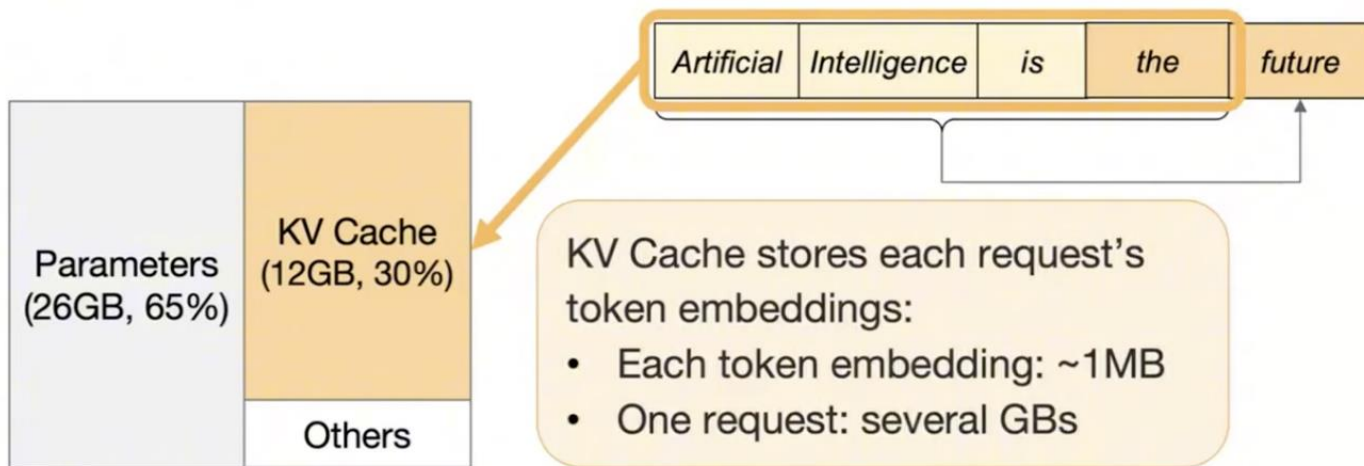 Artificial Intelligence is the future
Parameters
(26GB, 65%)
KV Cache
(12GB, 30%)
Others
KV Cache stores each request's
token embeddings:
• Each token embedding: ~1MB
• One request: several GBs